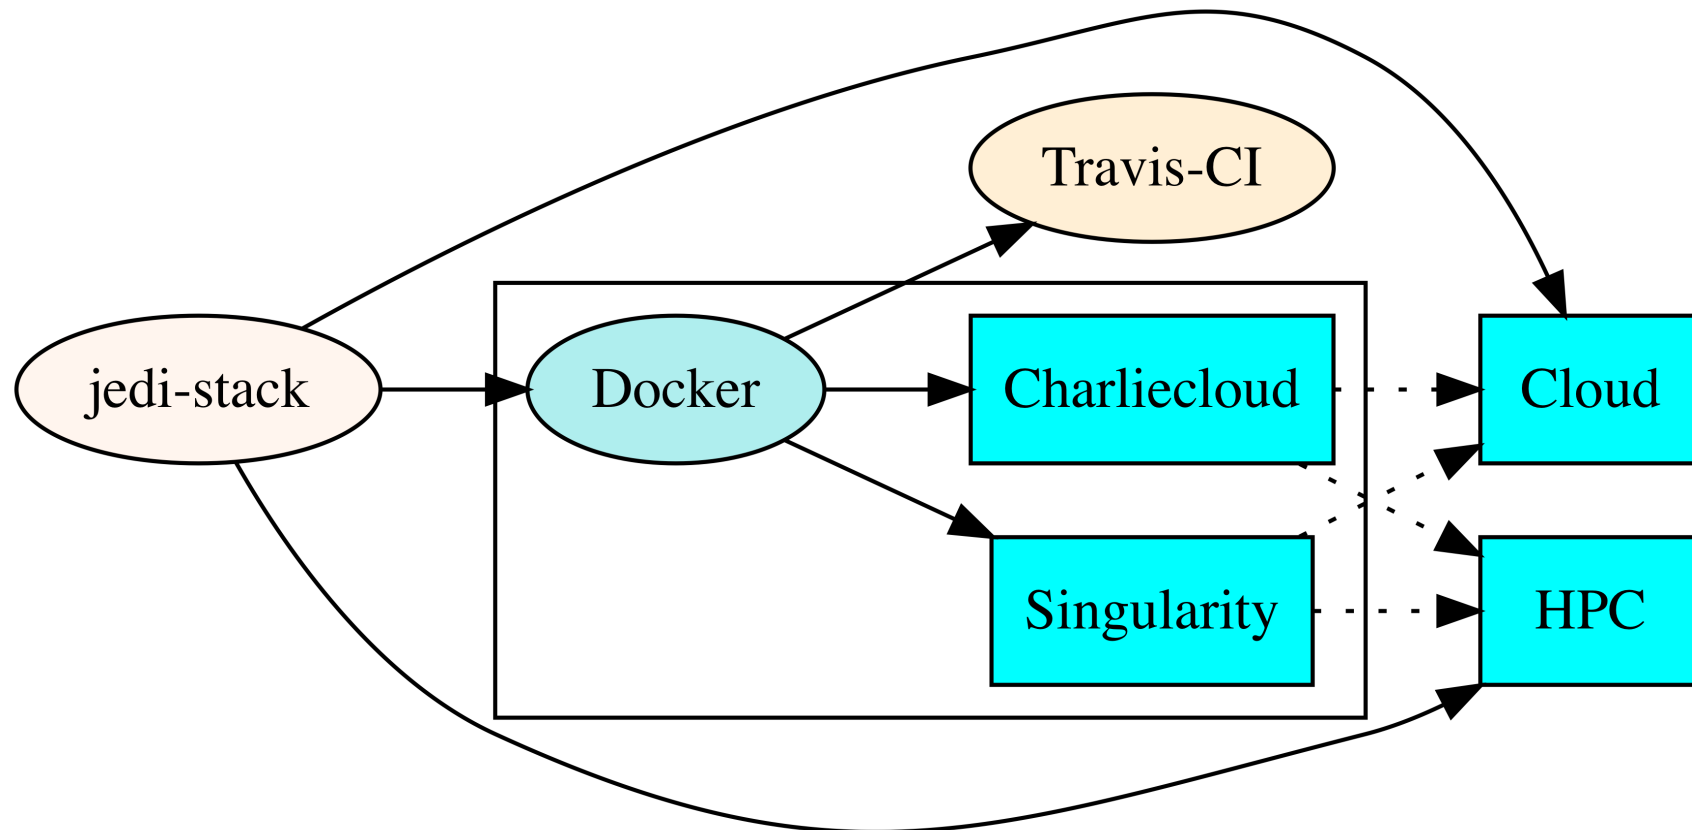 Travis-CI
jedi-stack
Docker
Charliecloud
Cloud
Singularity
HPC